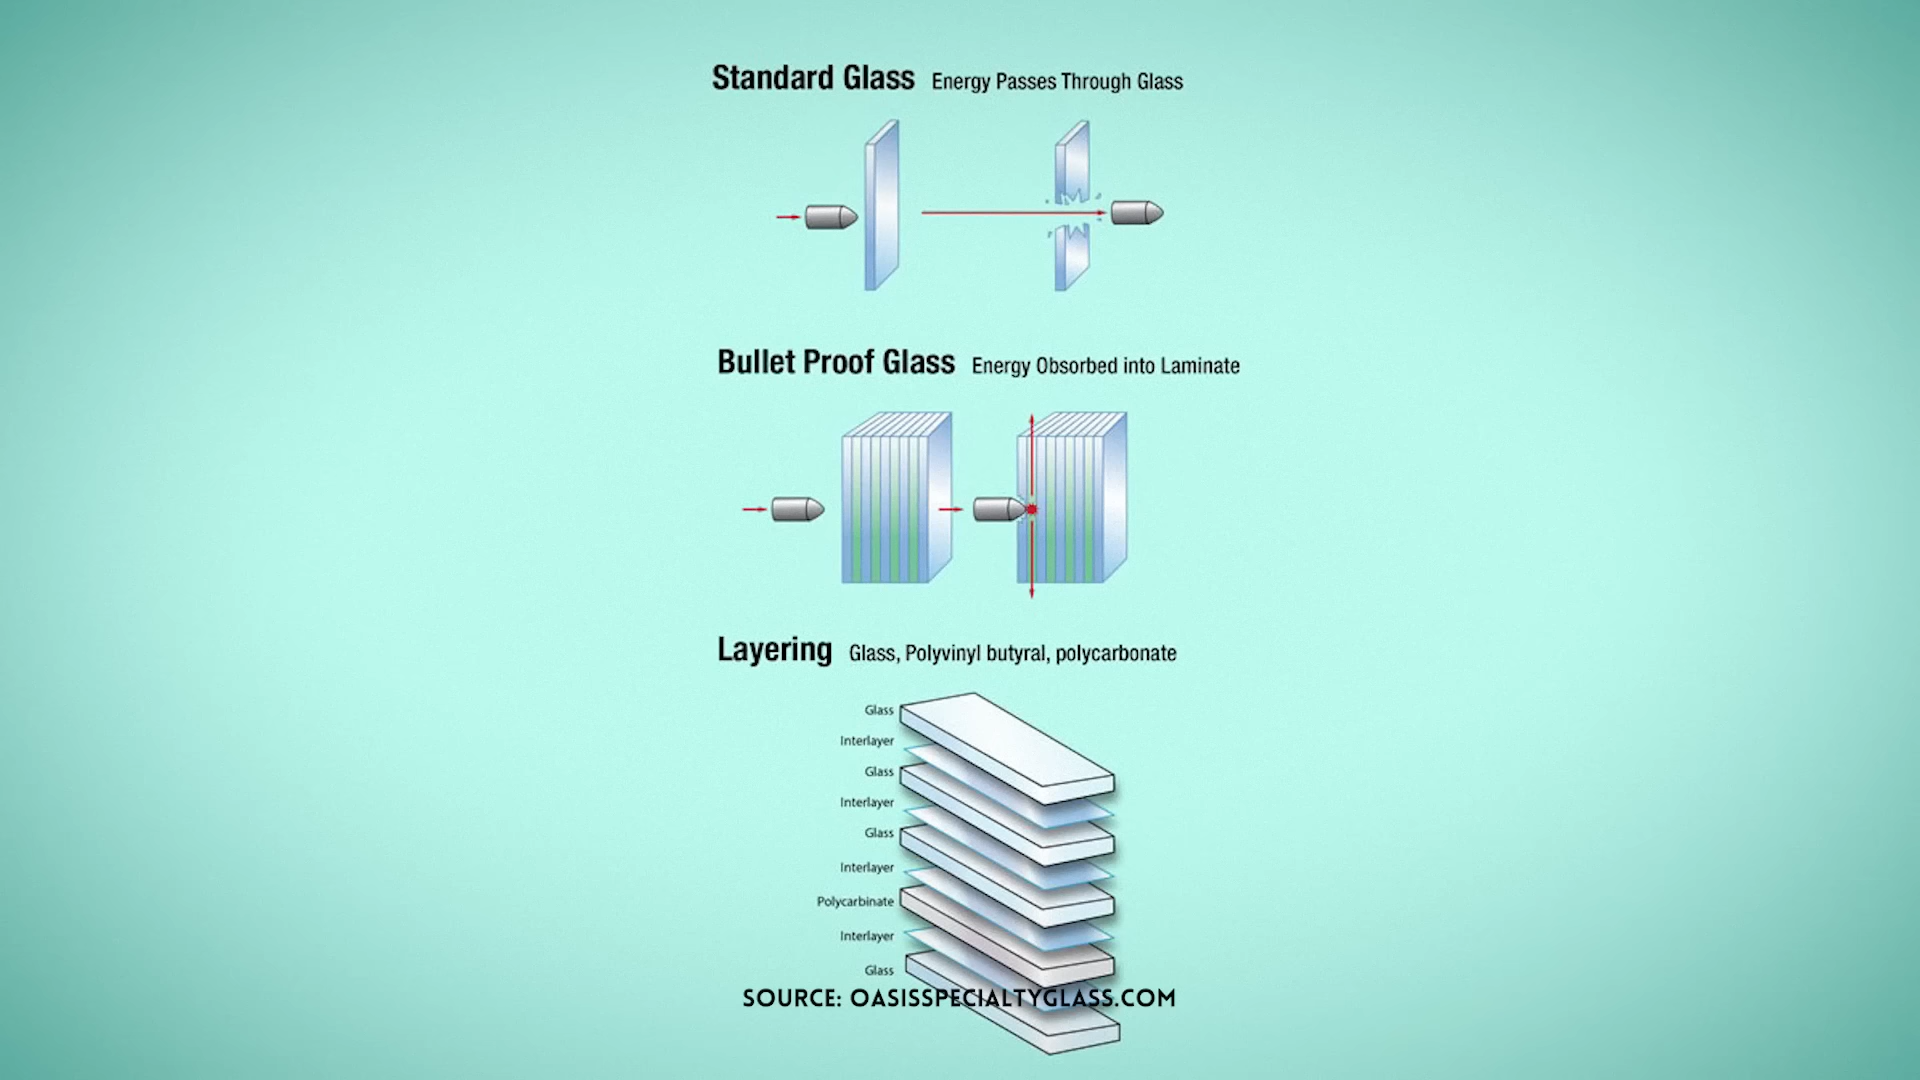 Standard Glass Energy Passes Through Glass
Bullet Proof Glass Energy Obsorbed into Laminate
Layering Glass, Polyvinyl butyral, polycarbonate
Glass
Interlayer
Glass
Interlayer
Glass
Interlayer
Polycarbinate
Interlayer
Glass
SOURCE: OASISSPECIALTYGLASS.COM